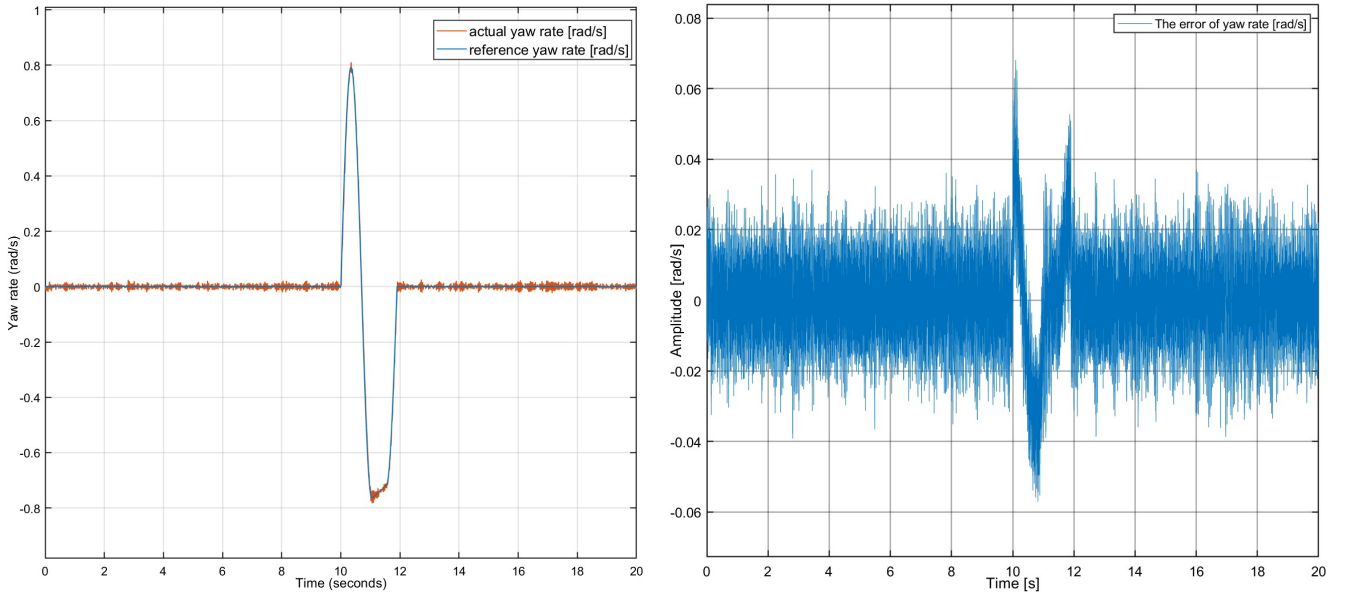 1
0.8
0.6
0.4
0.2
0
-0.2
-0.4
-0.6
-0.8
Yaw rate (rad/s)
actual yaw rate [rad/s]
reference yaw rate [rad/s]
0 2 4 6 8 10 12 14 16 18 20
Time (seconds)
0.08
0.06
0.04
0.02
0
-0.02
-0.04
-0.06
Amplitude [rad/s]
The error of yaw rate [rad/s]
0 2 4 6 8 10 12 14 16 18 20
Time [s]